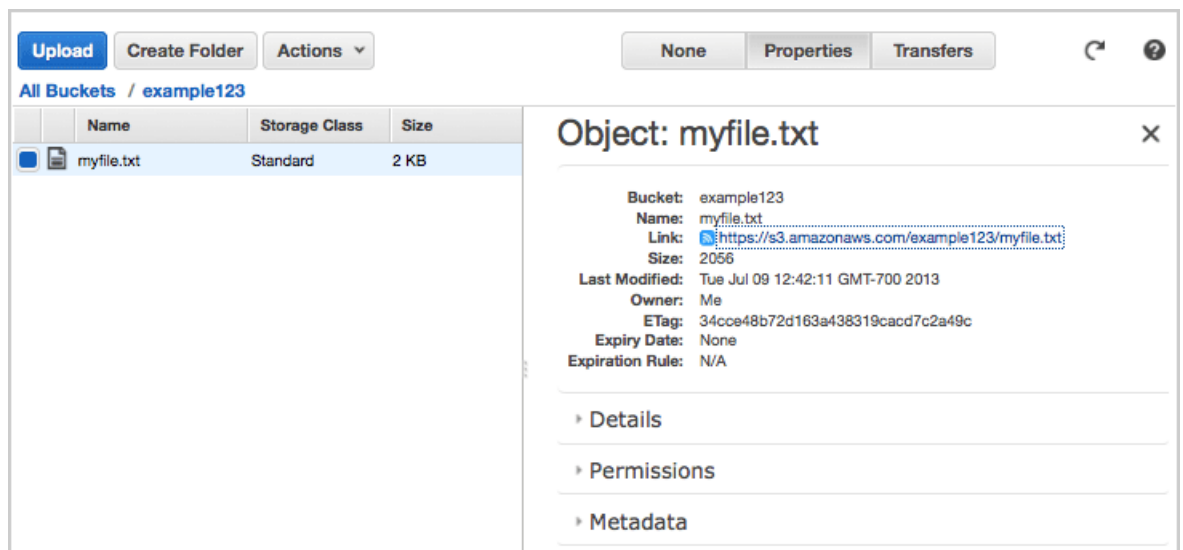 Upload Create Folder Actions None Properties Transfers
All Buckets / example123
Name Storage Class Size
myfile.txt Standard 2 KB
Object: myfile.txt
Bucket: example123
Name: myfile.txt
Link: https://s3.amazonaws.com/example123/myfile.txt
Size: 2056
Last Modified: Tue Jul 09 12:42:11 GMT-700 2013
Owner: Me
ETag: 34cce48b72d163a438319cacd7c2a49c
Expiry Date: None
Expiration Rule: N/A
Details
Permissions
Metadata